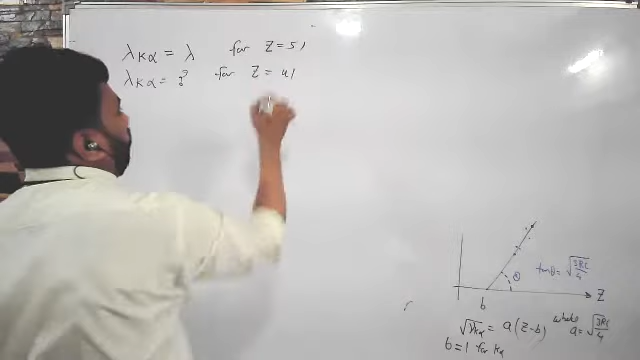 λKα = λ for Z = 51
λKα = ? for Z = 41
tanθ = √3RC/4
θ
Z
b
√νkα = a(Z-b) where a = √3RC/4
b = 1 for kα